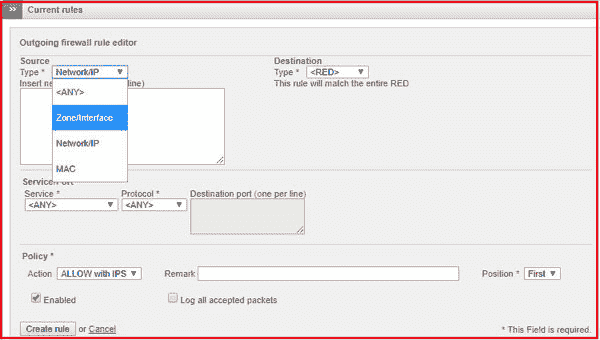 » Current rules
Outgoing firewall rule editor
Source Destination
Type * Network/IP Type * <RED>
Insert ne line) This rule will match the entire RED
<ANY>
Zone/Interface
Network/IP
MAC
Service/Port
Service * Protocol * Destination port (one per line)
<ANY> <ANY>
Policy *
Action ALLOW with IPS Remark Position * First
Enabled Log all accepted packets
Create rule or Cancel * This Field is required.